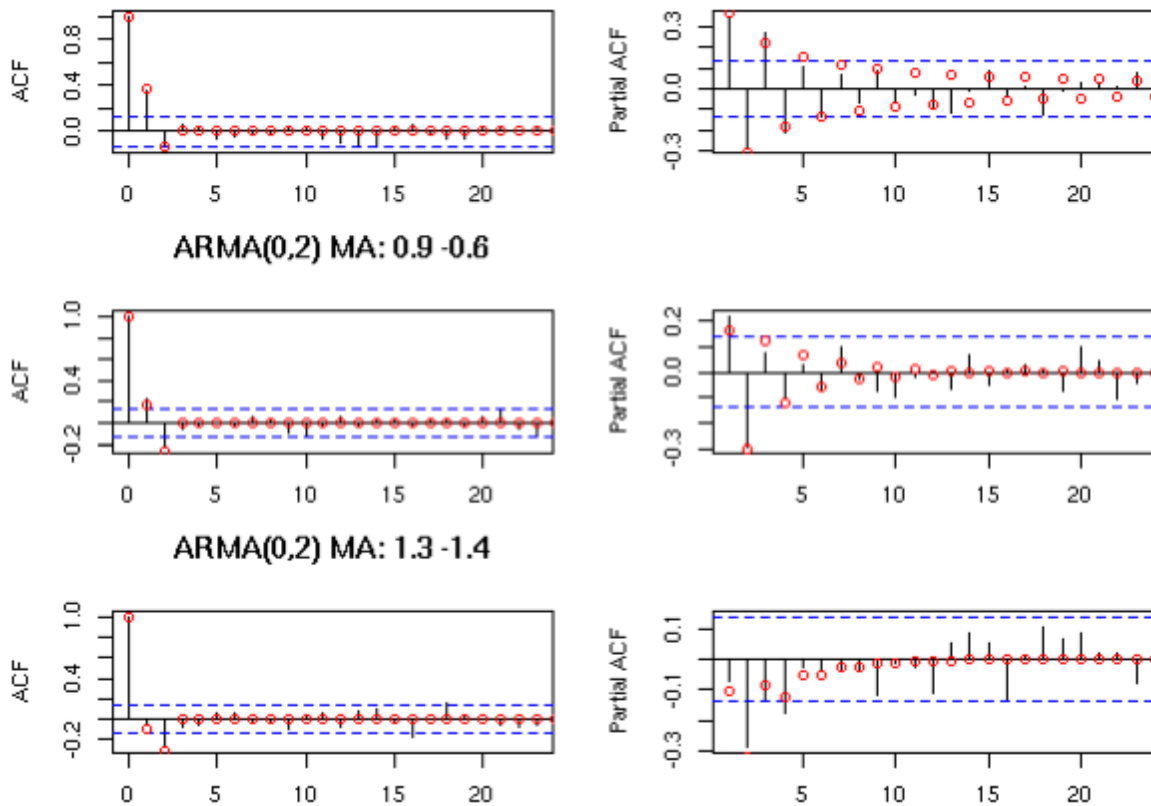 ACF
0.0 0.4 0.8
0 5 10 15 20
Partial ACF
-0.3 0.0 0.3
5 10 15 20
ARMA(0,2) MA: 0.9 -0.6
ACF
-0.2 0.4 1.0
0 5 10 15 20
Partial ACF
-0.3 0.0 0.2
5 10 15 20
ARMA(0,2) MA: 1.3 -1.4
ACF
-0.2 0.4 1.0
0 5 10 15 20
Partial ACF
-0.3 -0.1 0.1
5 10 15 20